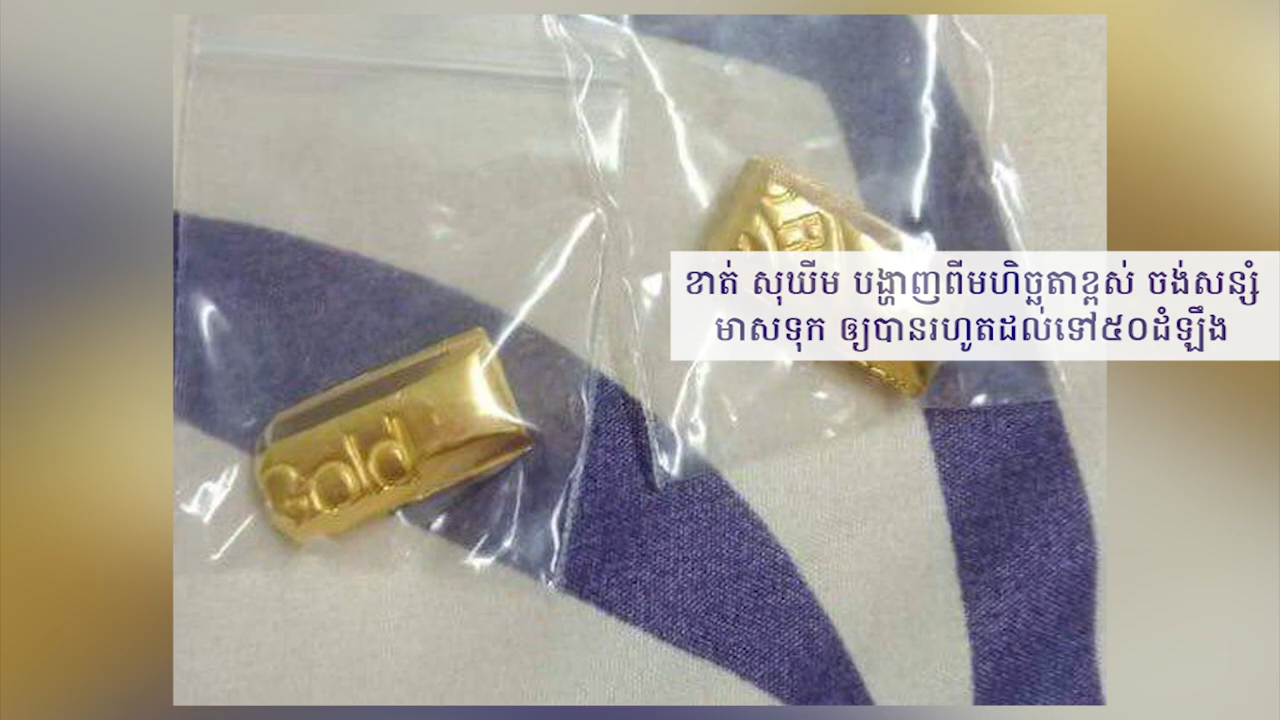 Gold
ខាត់ សុឃីម បង្ហាញពីមហិច្ឆតាខ្ពស់ ចង់សន្សំ
មាសទុក ឲ្យបានរហូតដល់ទៅ៥០ដំឡឹង